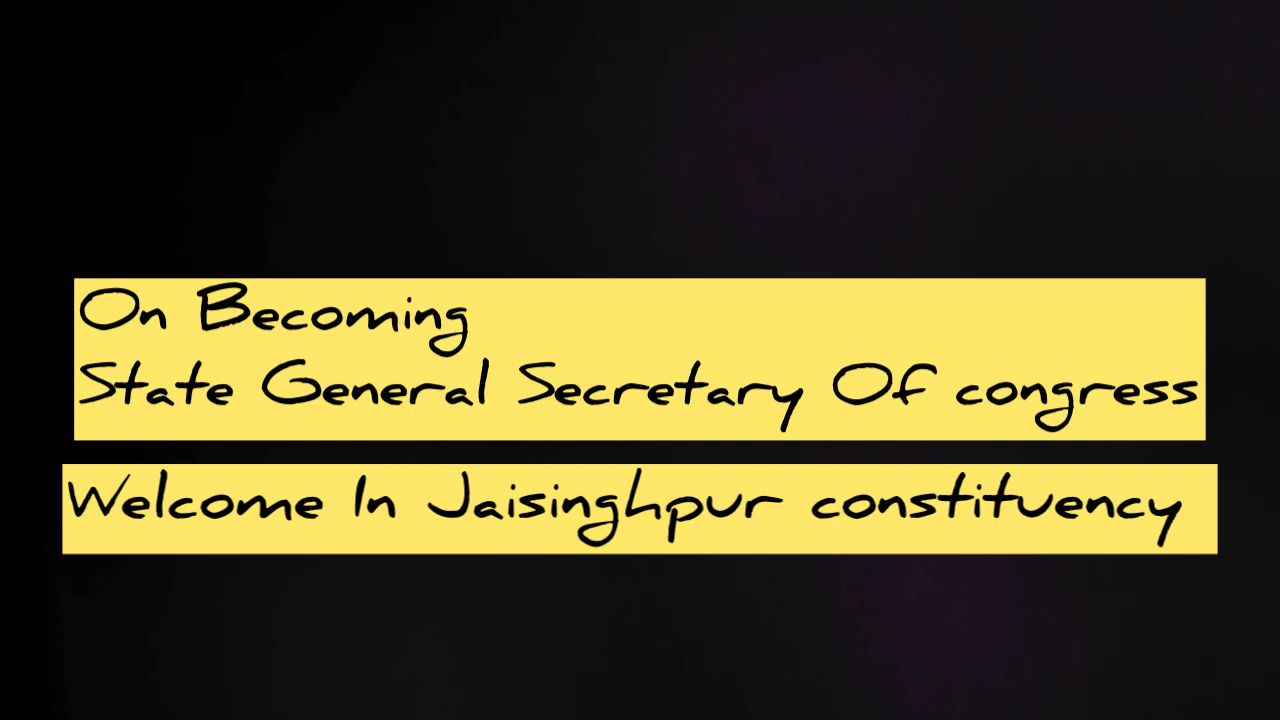 On Becoming
State General Secretary Of congress
Welcome In Jaisinghpur constituency